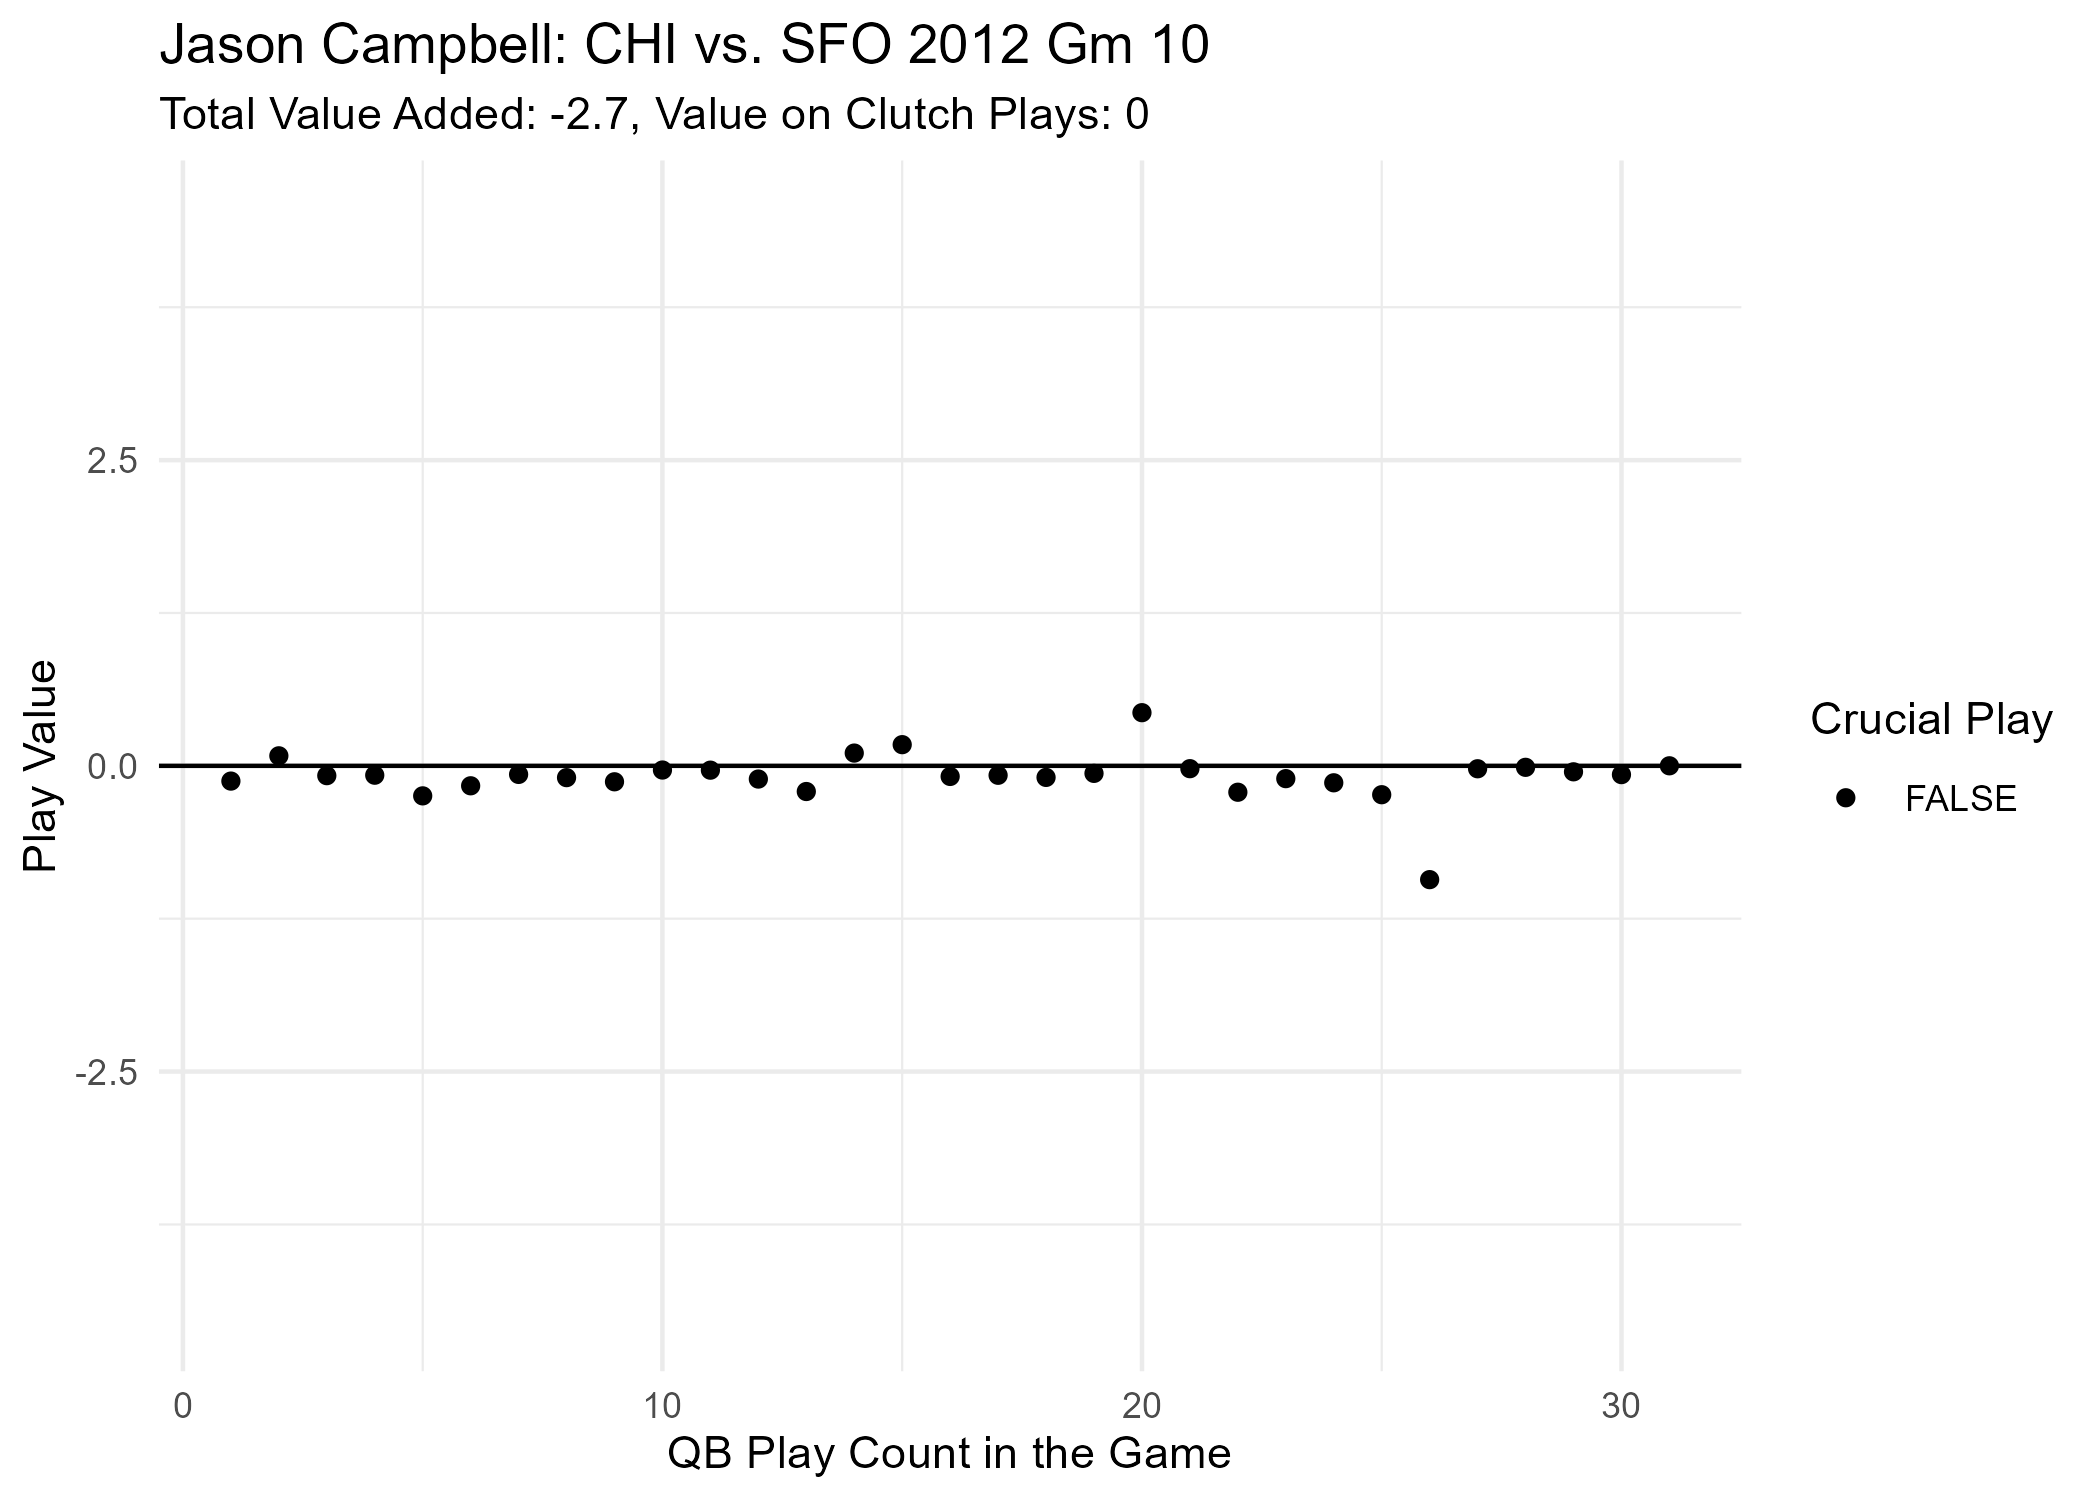 Jason Campbell: CHI vs. SFO 2012 Gm 10
Total Value Added: -2.7, Value on Clutch Plays: 0
2.5
0.0
-2.5
Play Value
0 10 20 30
QB Play Count in the Game
Crucial Play
FALSE